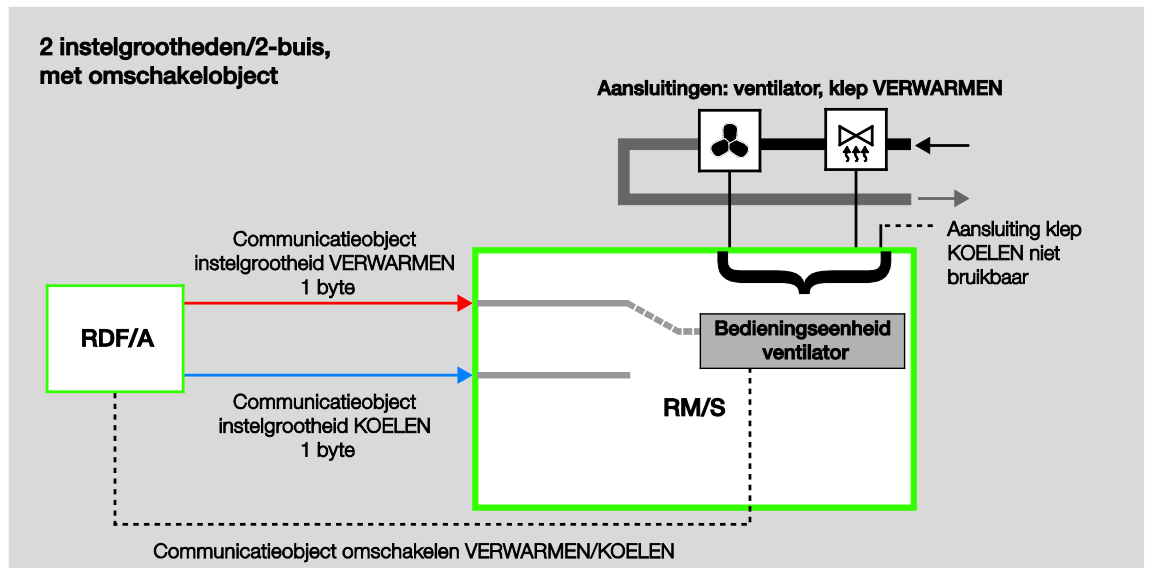 2 instelgrootheden/2-buis,
met omschakelobject
Aansluitingen: ventilator, klep VERWARMEN
Aansluiting klep
KOELEN niet
bruikbaar
Communicatieobject
instelgrootheid VERWARMEN
1 byte
RDF/A
Bedieningseenheid
ventilator
RM/S
Communicatieobject
instelgrootheid KOELEN
1 byte
Communicatieobject omschakelen VERWARMEN/KOELEN